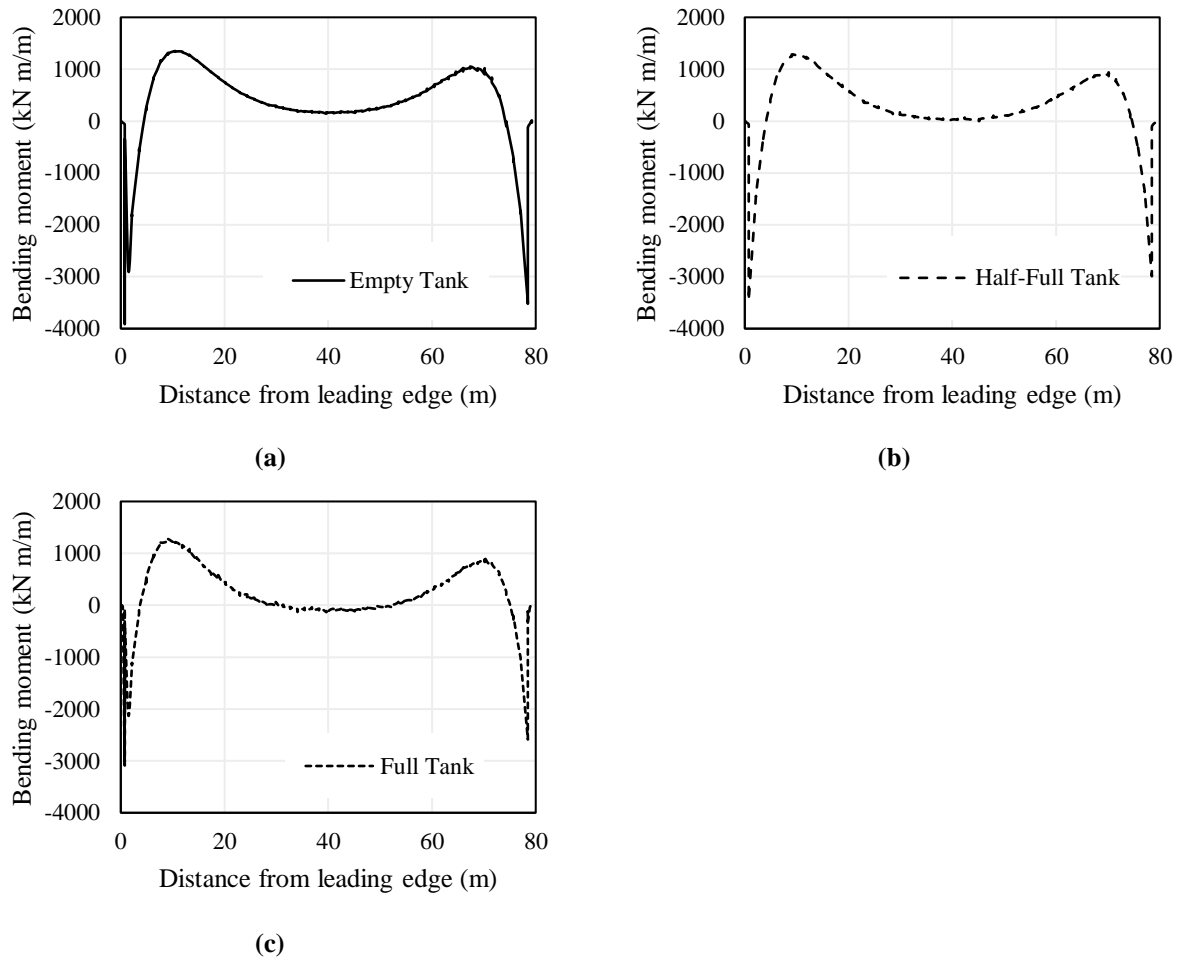 Bending moment (kN m/m)
2000
1000
0
-1000
-2000
-3000
-4000
Empty Tank
0 20 40 60 80
Distance from leading edge (m)
(a)
Bending moment (kN m/m)
2000
1000
0
-1000
-2000
-3000
-4000
Half-Full Tank
0 20 40 60 80
Distance from leading edge (m)
(b)
Bending moment (kN m/m)
2000
1000
0
-1000
-2000
-3000
-4000
Full Tank
0 20 40 60 80
Distance from leading edge (m)
(c)